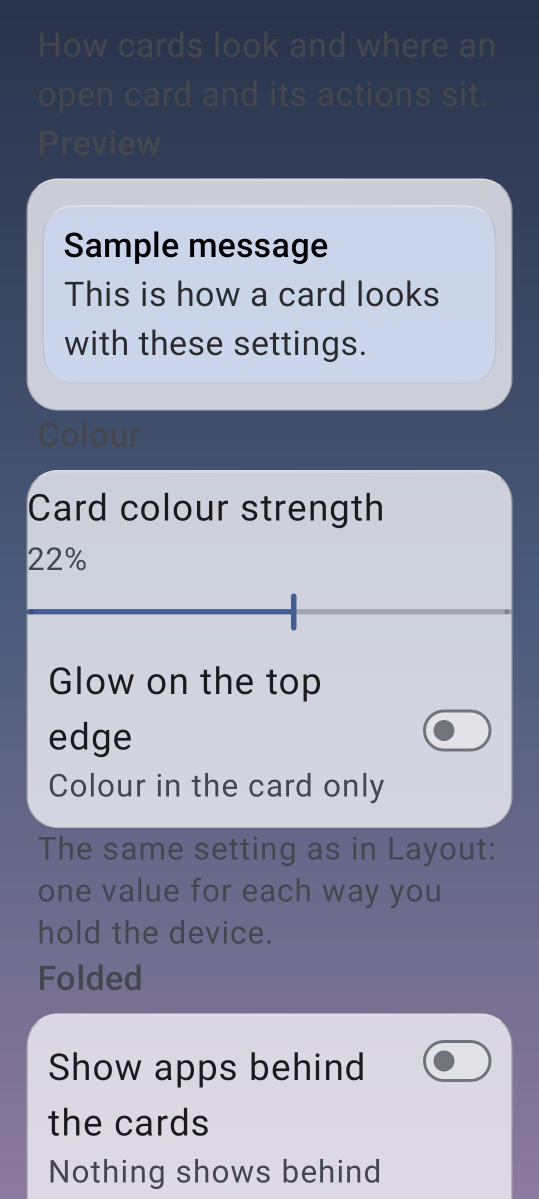 How cards look and where an
open card and its actions sit.
Preview
Sample message
This is how a card looks
with these settings.
Colour
Card colour strength
22%
Glow on the top
edge
Colour in the card only
The same setting as in Layout:
one value for each way you
hold the device.
Folded
Show apps behind
the cards
Nothing shows behind